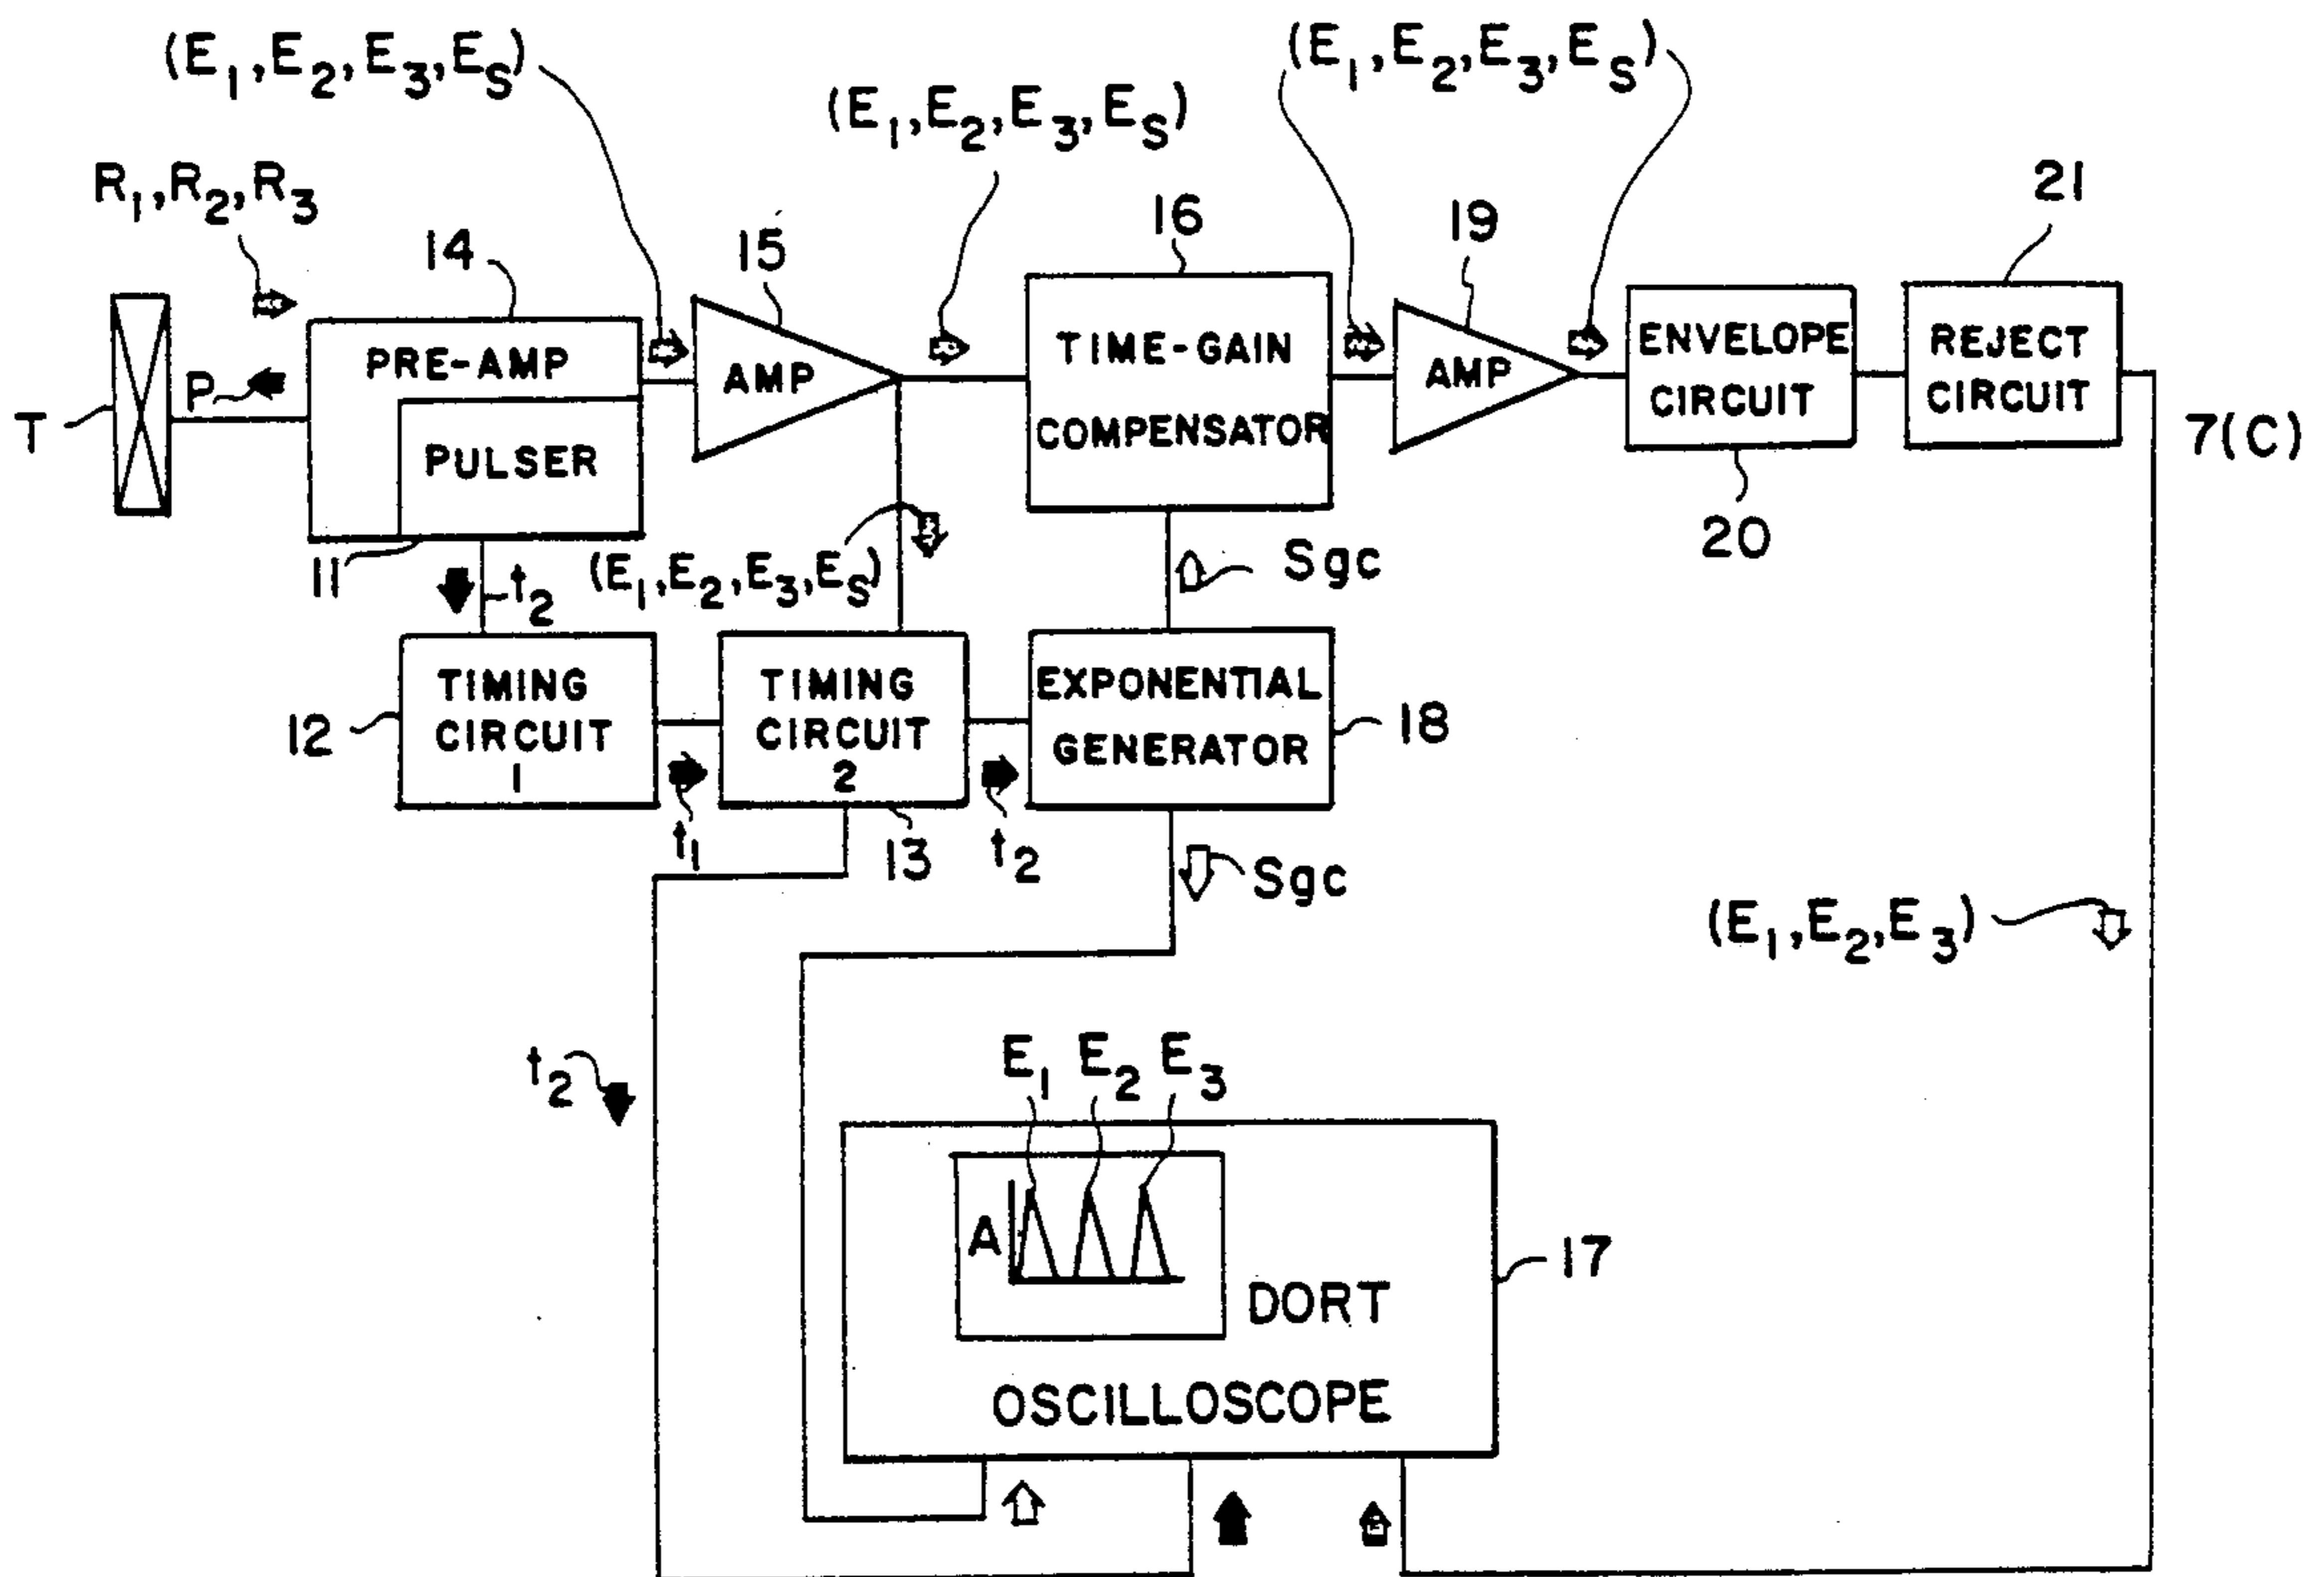 (E1,E2,E3,ES)
(E1,E2,E3,ES)
(E1,E2,E3,ES)
R1,R2,R3
14
15
16
19
21
PRE-AMP
PULSER
AMP
TIME-GAIN
COMPENSATOR
AMP
ENVELOPE
CIRCUIT
REJECT
CIRCUIT
P
T
7(C)
11
t2
(E1,E2,E3,ES)
Sgc
20
12
TIMING
CIRCUIT
1
TIMING
CIRCUIT
2
EXPONENTIAL
GENERATOR
18
t1
13
t2
Sgc
(E1,E2,E3)
t2
E1 E2 E3
A
DORT
OSCILLOSCOPE
17